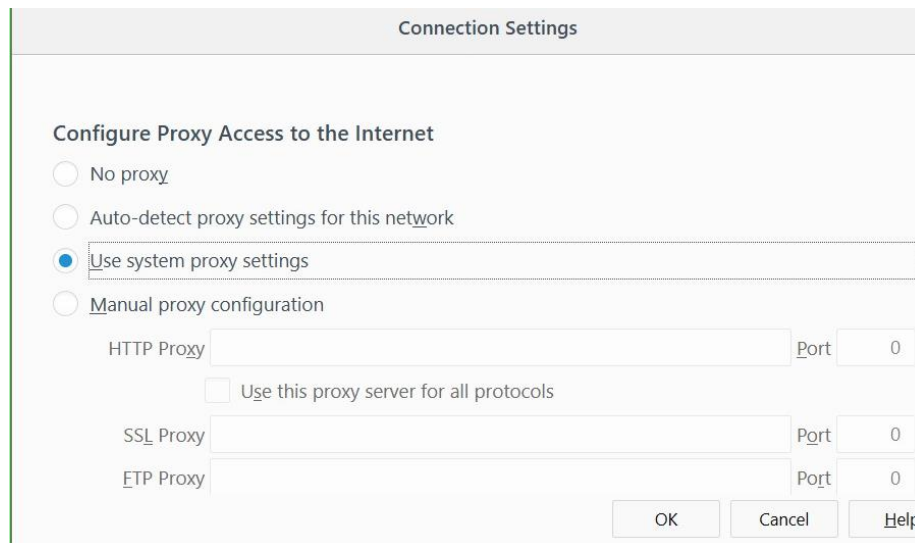 Connection Settings
Configure Proxy Access to the Internet
No proxy
Auto-detect proxy settings for this network
Use system proxy settings
Manual proxy configuration
HTTP Proxy Port 0
Use this proxy server for all protocols
SSL Proxy Port 0
FTP Proxy Port 0
OK Cancel Help